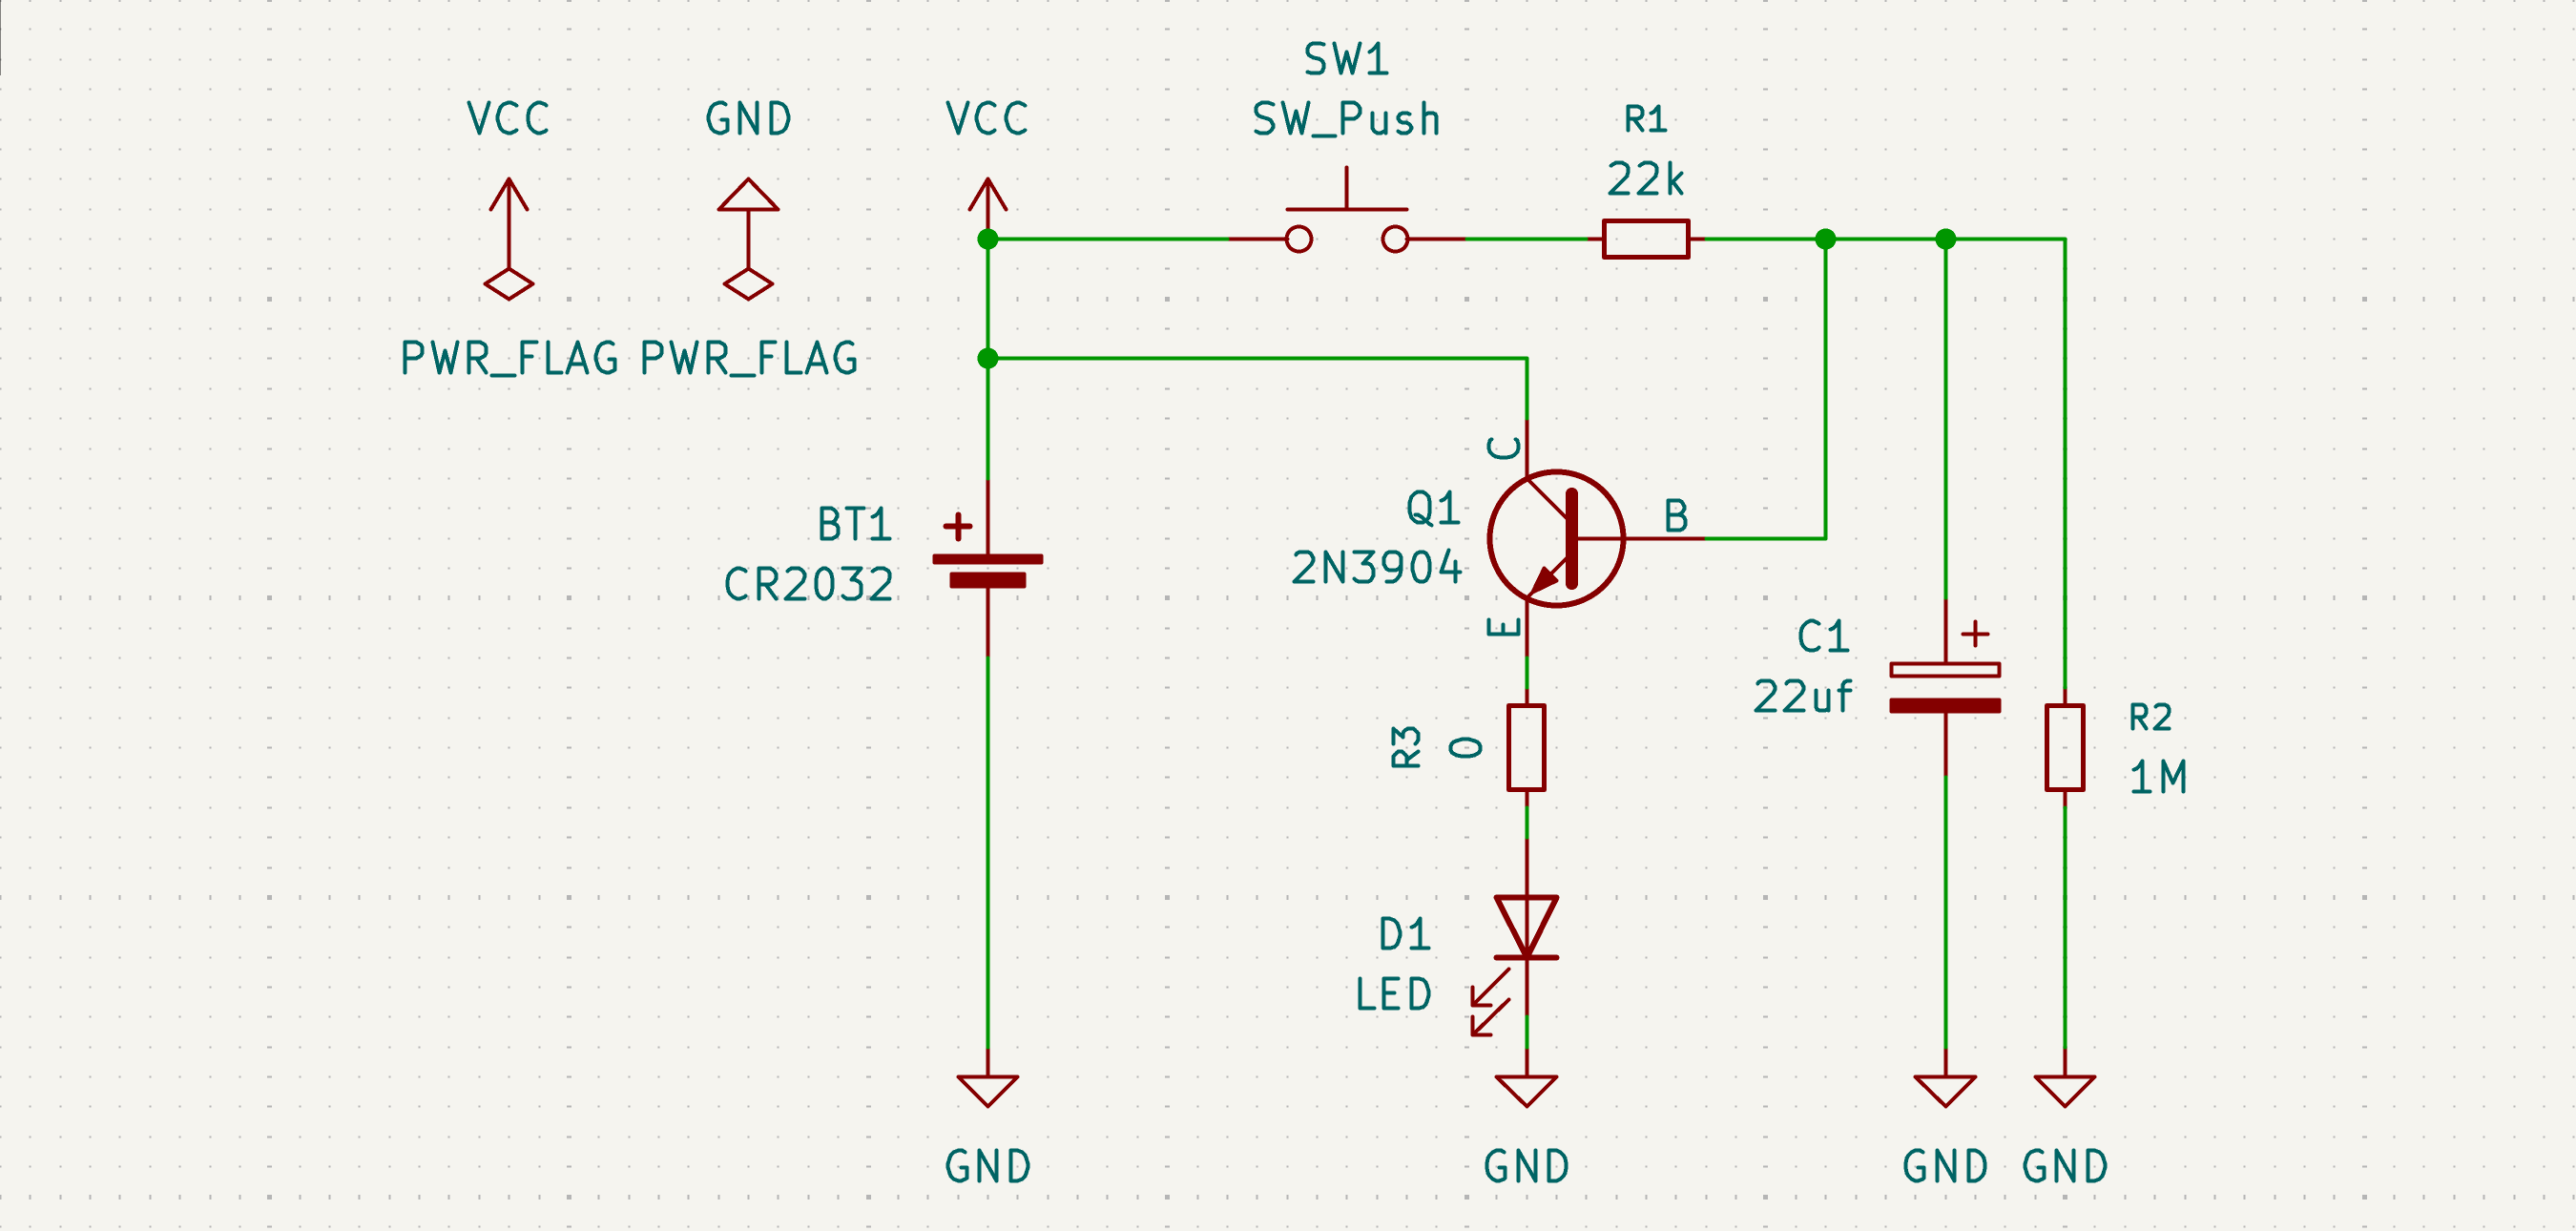 SW1
VCC
GND
VCC
SW_Push
R1
22k
PWR_FLAG
PWR_FLAG
C
Q1
2N3904
B
E
BT1
CR2032
C1
22uf
R3
0
R2
1M
D1
LED
GND
GND
GND
GND